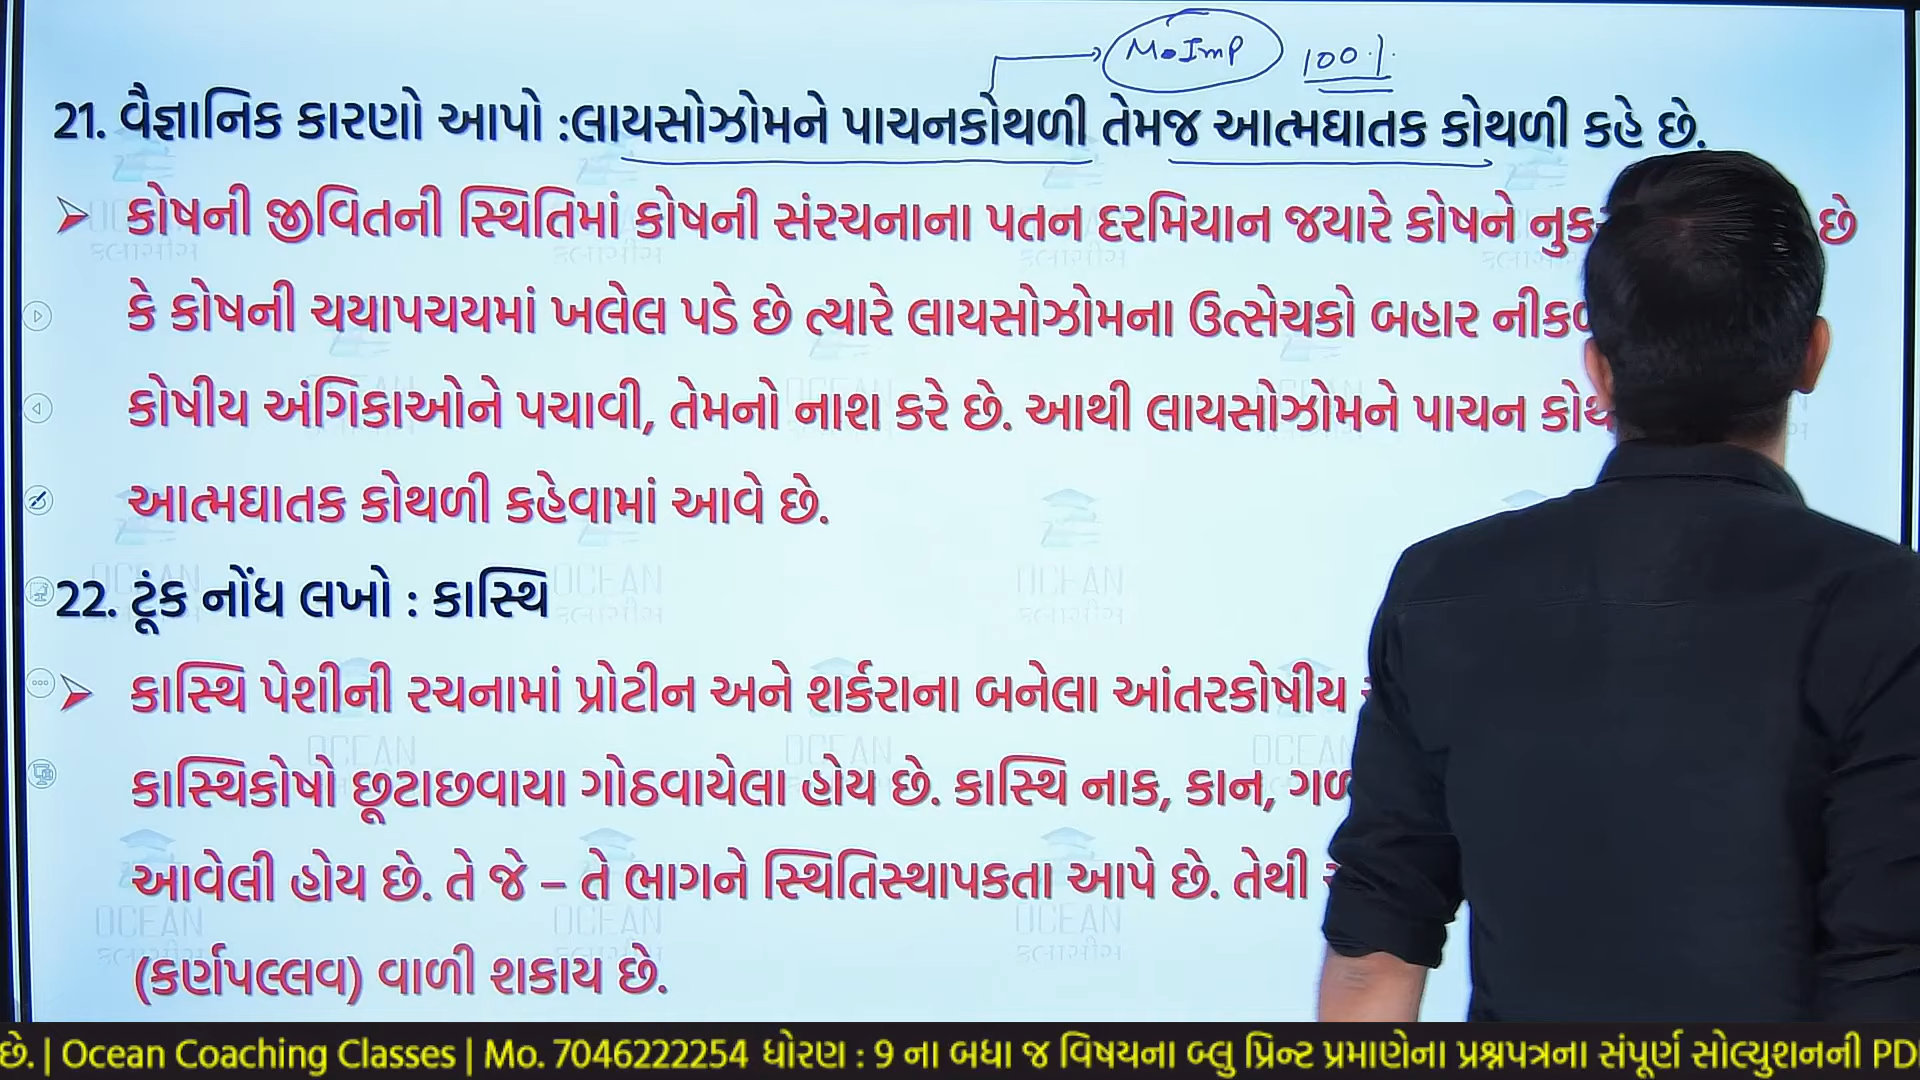 M.Imp 100%
21. વૈજ્ઞાનિક કારણો આપો :લાયસોઝોમને પાચનકોથળી તેમજ આત્મઘાતક કોથળી કહે છે.
➢ કોષની જીવિતની સ્થિતિમાં કોષની સંરચનાના પતન દરમિયાન જયારે કોષને છે
કે કોષની ચયાપચયમાં ખલેલ પડે છે ત્યારે લાયસોઝોમના ઉત્સેચકો બહાર
કોષીય અંગિકાઓને પચાવી, તેમનો નાશ કરે છે. આથી લાયસોઝોમને પાચન
આત્મઘાતક કોથળી કહેવામાં આવે છે.
22. ટૂંક નોંધ લખો : કાસ્થિ
➢ કાસ્થિ પેશીની રચનામાં પ્રોટીન અને શર્કરાના બનેલા આંતરકોષીય
કાસ્થિકોષો છૂટાછવાયા ગોઠવાયેલા હોય છે. કાસ્થિ નાક, કાન,
આવેલી હોય છે. તે જે – તે ભાગને સ્થિતિસ્થાપકતા આપે છે. તેથી
(કર્ણપલ્લવ) વાળી શકાય છે.
OCEAN
કલાસીસ
છે. | Ocean Coaching Classes | Mo. 7046222254 ધોરણ : 9 ના બધા જ વિષયના બ્લુ પ્રિન્ટ પ્રમાણેના પ્રશ્નપત્રના સંપૂર્ણ સોલ્યુશનની